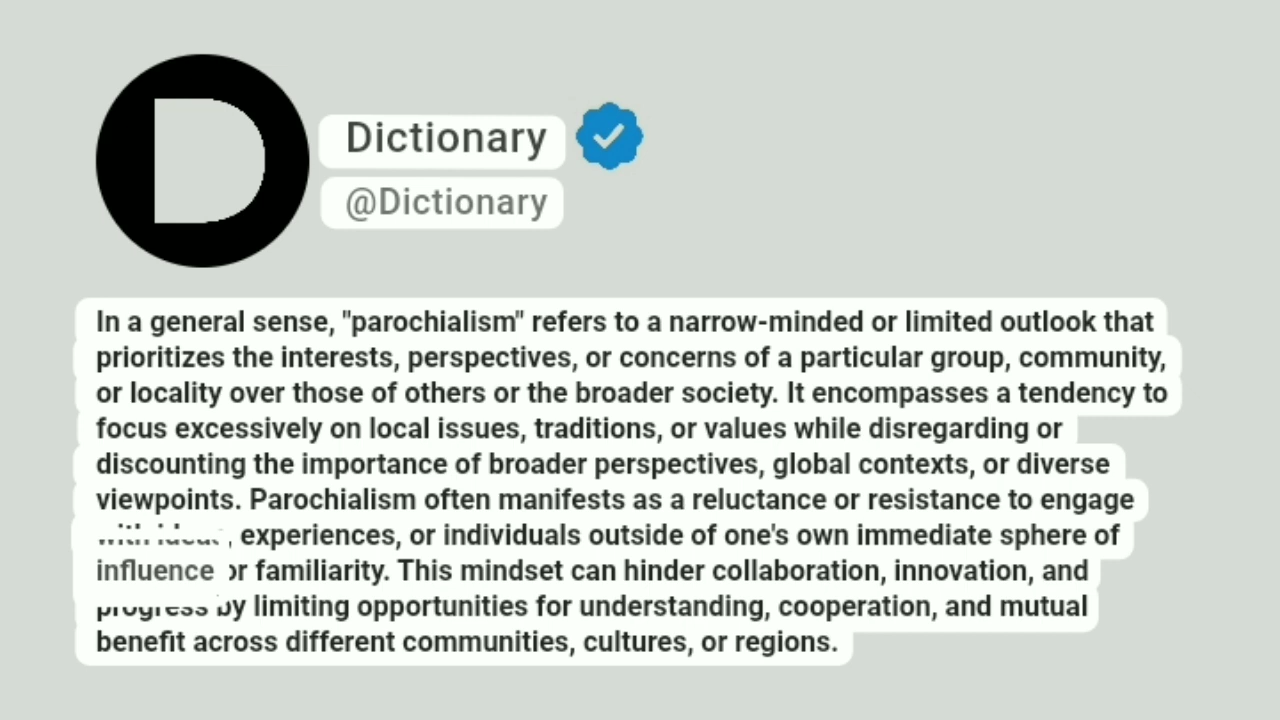 D
Dictionary
@Dictionary
In a general sense, "parochialism" refers to a narrow-minded or limited outlook that
prioritizes the interests, perspectives, or concerns of a particular group, community,
or locality over those of others or the broader society. It encompasses a tendency to
focus excessively on local issues, traditions, or values while disregarding or
discounting the importance of broader perspectives, global contexts, or diverse
viewpoints. Parochialism often manifests as a reluctance or resistance to engage
with ideas, experiences, or individuals outside of one's own immediate sphere of
influence or familiarity. This mindset can hinder collaboration, innovation, and
progress by limiting opportunities for understanding, cooperation, and mutual
benefit across different communities, cultures, or regions.